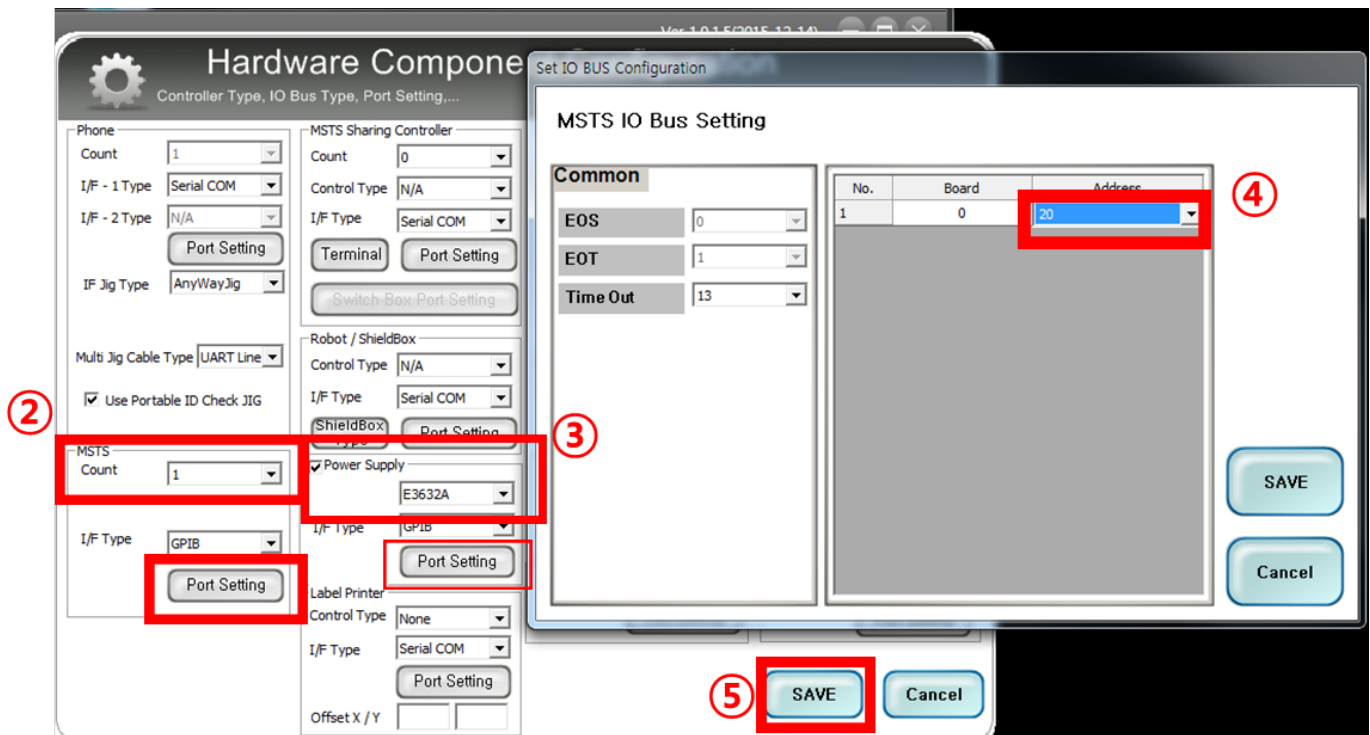 Ver 1.0.1.5(2015-12-14)
Hardware Compone
Controller Type, IO Bus Type, Port Setting,...
Phone
Count 1
I/F - 1 Type Serial COM
I/F - 2 Type N/A
Port Setting
IF Jig Type AnyWayJig
Multi Jig Cable Type UART Line
Use Portable ID Check JIG
②
MSTS
Count 1
I/F Type GPIB
Port Setting
MSTS Sharing Controller
Count 0
Control Type N/A
I/F Type Serial COM
Terminal Port Setting
Switch Box Port Setting
Robot / ShieldBox
Control Type N/A
I/F Type Serial COM
ShieldBox Type Port Setting
③
Power Supply
E3632A
I/F Type GPIB
Port Setting
Label Printer
Control Type None
I/F Type Serial COM
Port Setting
Offset X / Y
Set IO BUS Configuration
MSTS IO Bus Setting
Common
EOS 0
EOT 1
Time Out 13
No. Board Address
1 0 20
④
SAVE
Cancel
⑤
SAVE Cancel